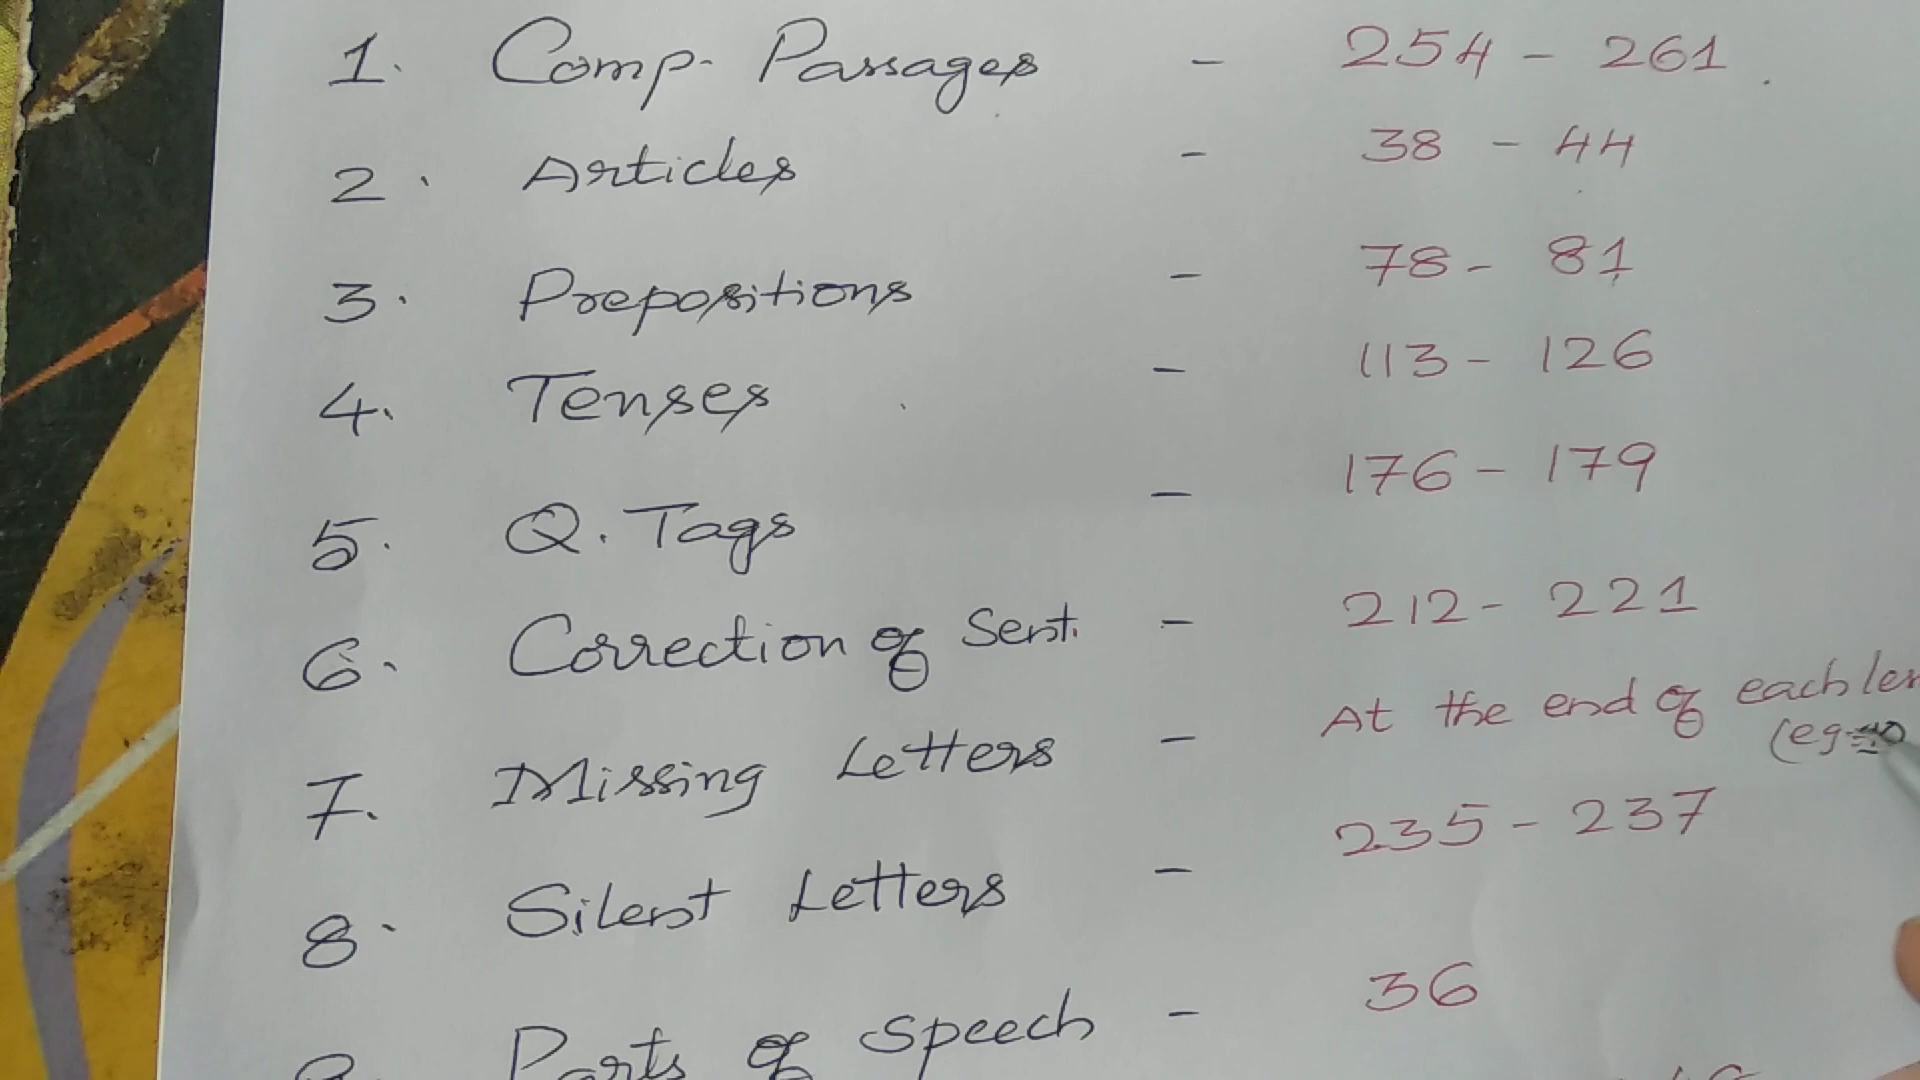 1. Comp. Passages - 254 - 261
2. Articles - 38 - 44
3. Prepositions - 78 - 81
4. Tenses - 113 - 126
5. Q. Tags - 176 - 179
6. Correction of Sent. - 212 - 221
7. Missing Letters - At the end of each
(eg
8. Silent Letters - 235 - 237
Parts of Speech - 36